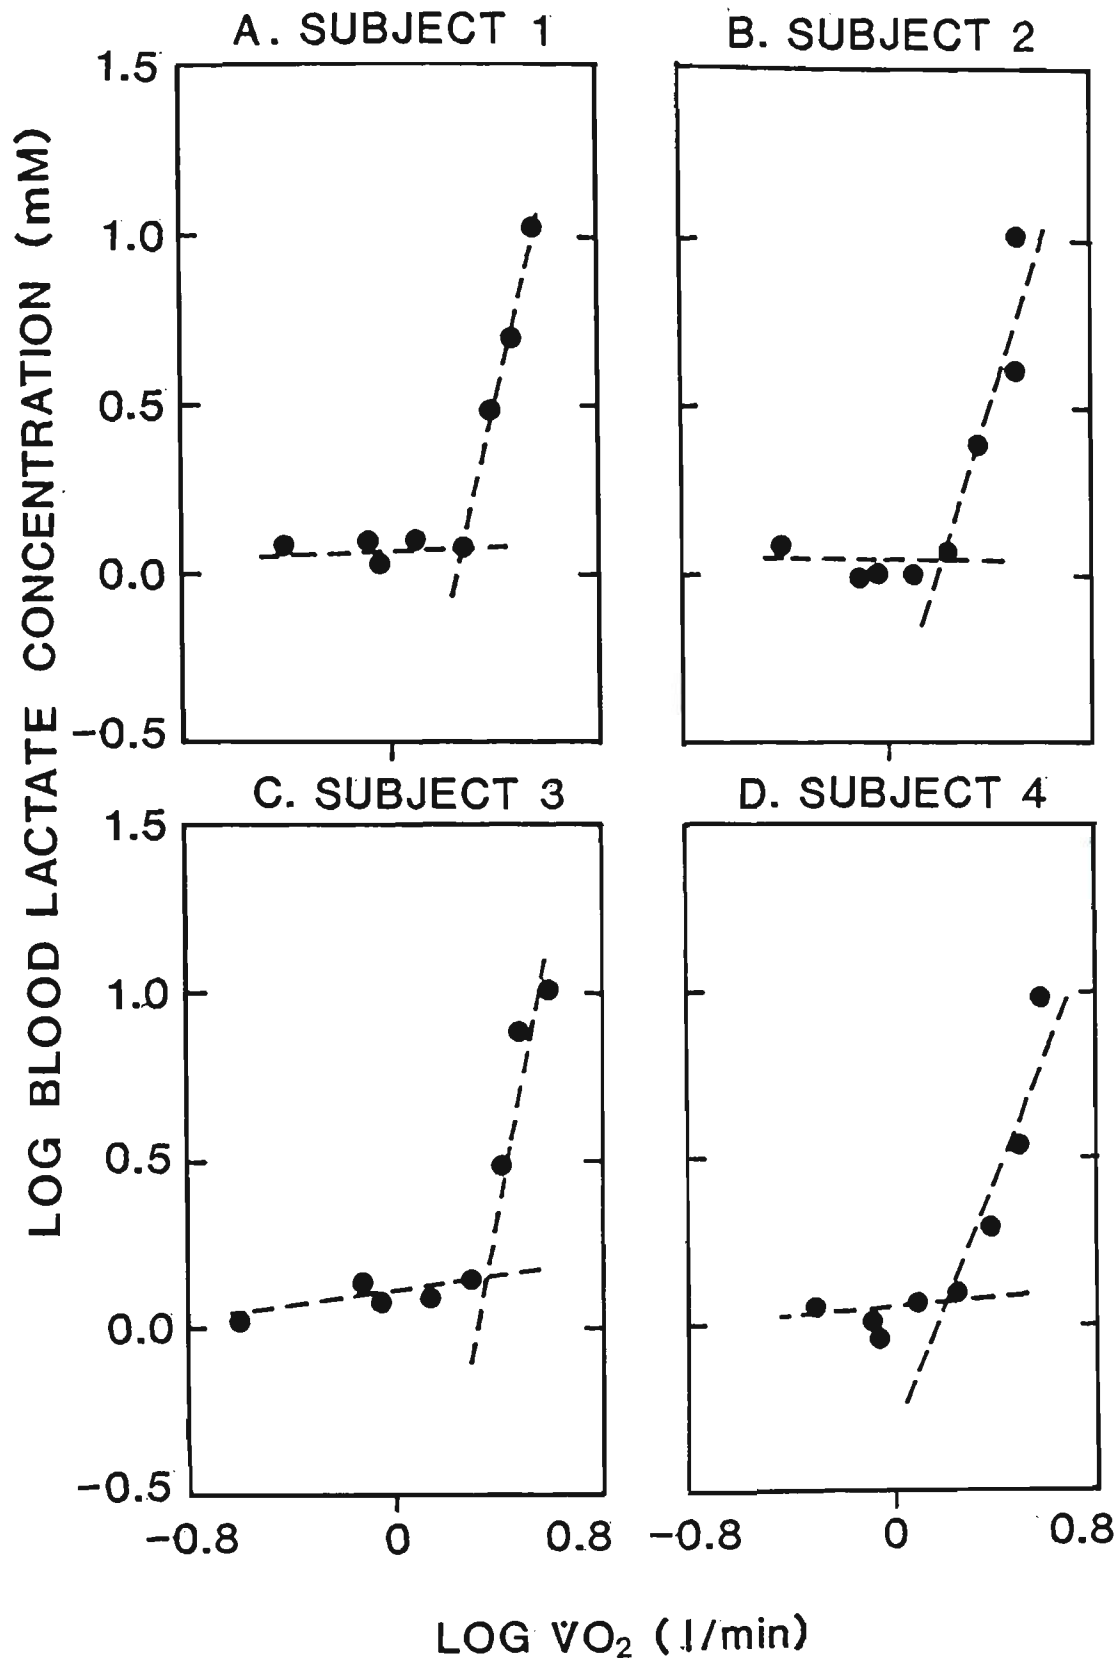 A. SUBJECT 1
B. SUBJECT 2
1.5
1.0
0.5
0.0
-0.5
C. SUBJECT 3
D. SUBJECT 4
1.5
1.0
0.5
0.0
-0.5
-0.8 0 0.8
-0.8 0 0.8
LOG BLOOD LACTATE CONCENTRATION (mM)
LOG V̇O₂ (l/min)